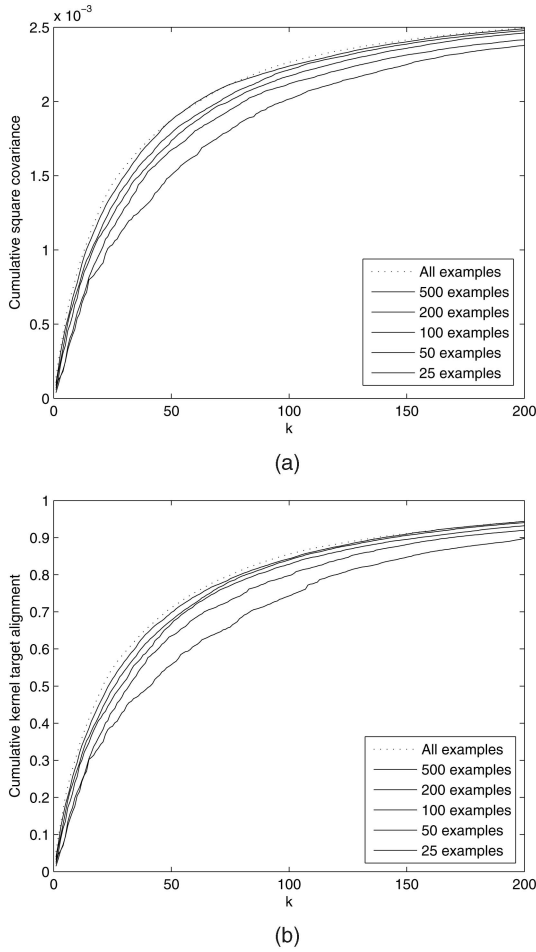 2.5 x 10⁻³
2
1.5
1
0.5
0
Cumulative square covariance
All examples
500 examples
200 examples
100 examples
50 examples
25 examples
0 50 100 150 200
k
(a)
1
0.9
0.8
0.7
0.6
0.5
0.4
0.3
0.2
0.1
0
Cumulative kernel target alignment
All examples
500 examples
200 examples
100 examples
50 examples
25 examples
0 50 100 150 200
k
(b)